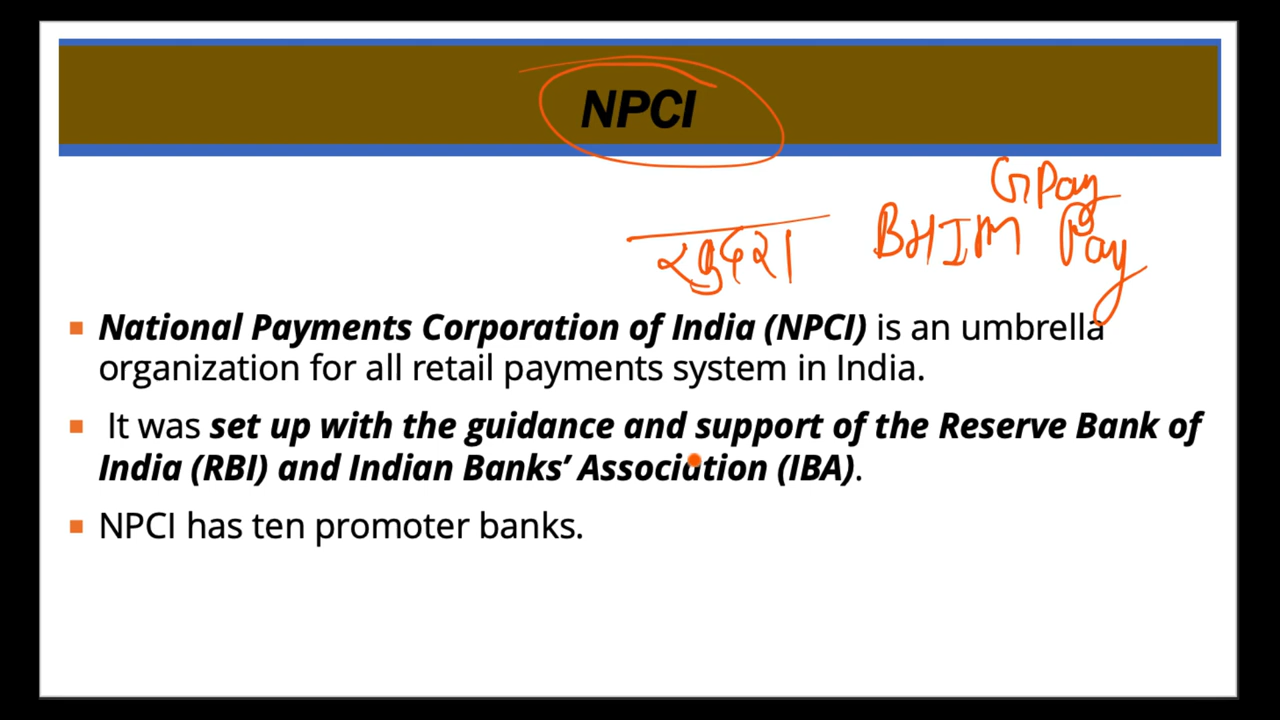 NPCI
GPay
खुदरा BHIM Pay
National Payments Corporation of India (NPCI) is an umbrella
organization for all retail payments system in India.
It was set up with the guidance and support of the Reserve Bank of
India (RBI) and Indian Banks’ Association (IBA).
NPCI has ten promoter banks.